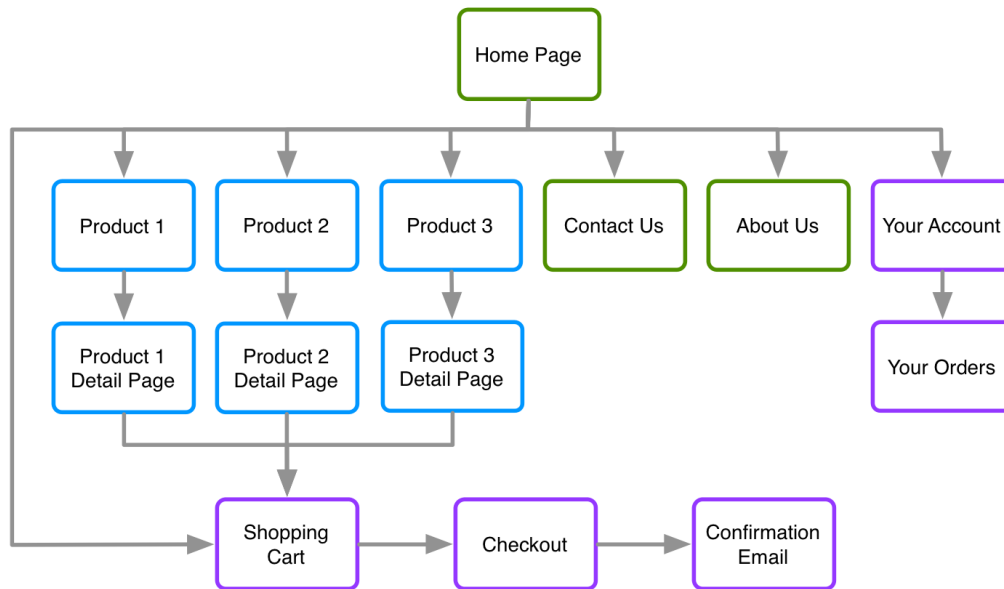 Home Page
Product 1
Product 2
Product 3
Contact Us
About Us
Your Account
Product 1
Detail Page
Product 2
Detail Page
Product 3
Detail Page
Your Orders
Shopping
Cart
Checkout
Confirmation
Email